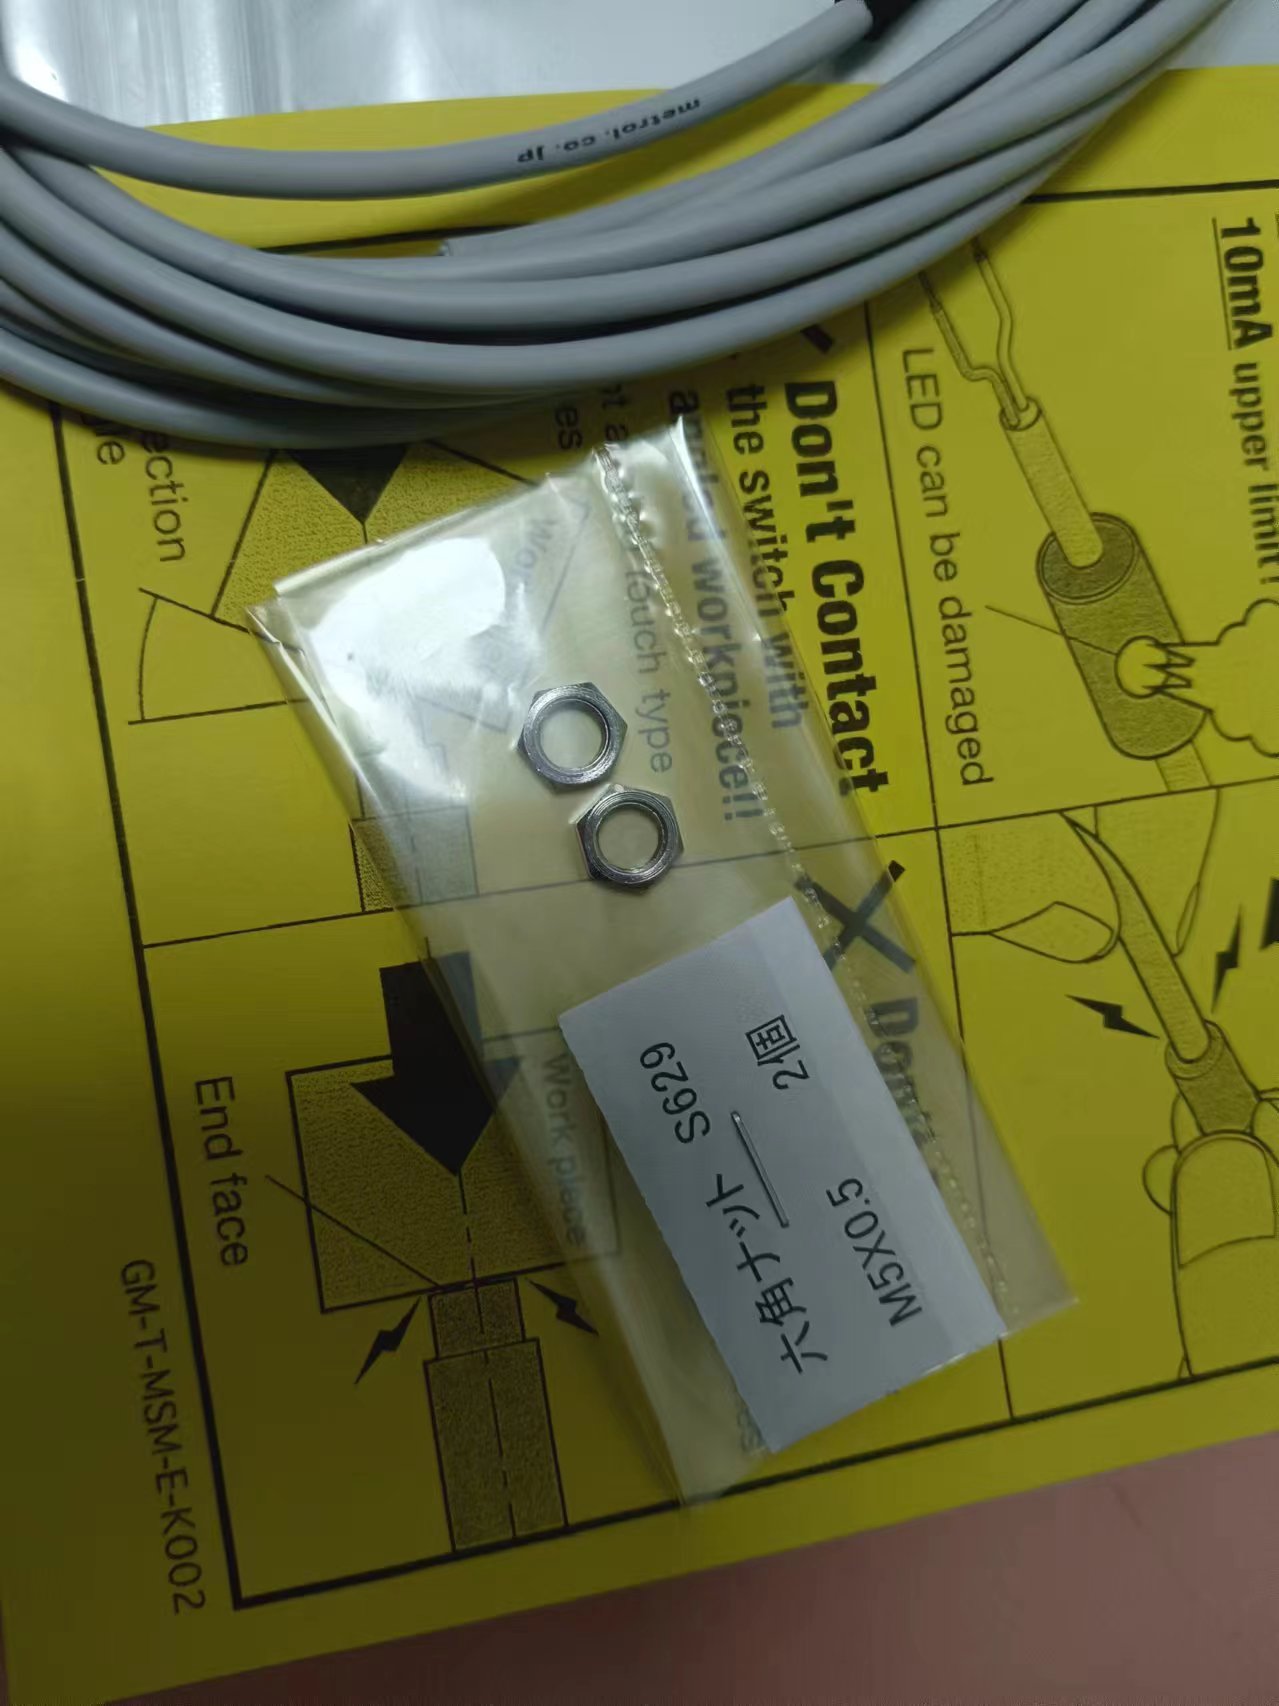 metrol.co.jp
10mA upper limit!
LED can be damaged
Don't Contact
the switch with
angled workpiece!!
touch type
Work piece
End face
GM-T-MSM-E-K002
六角ナット S629
2個
M5X0.5